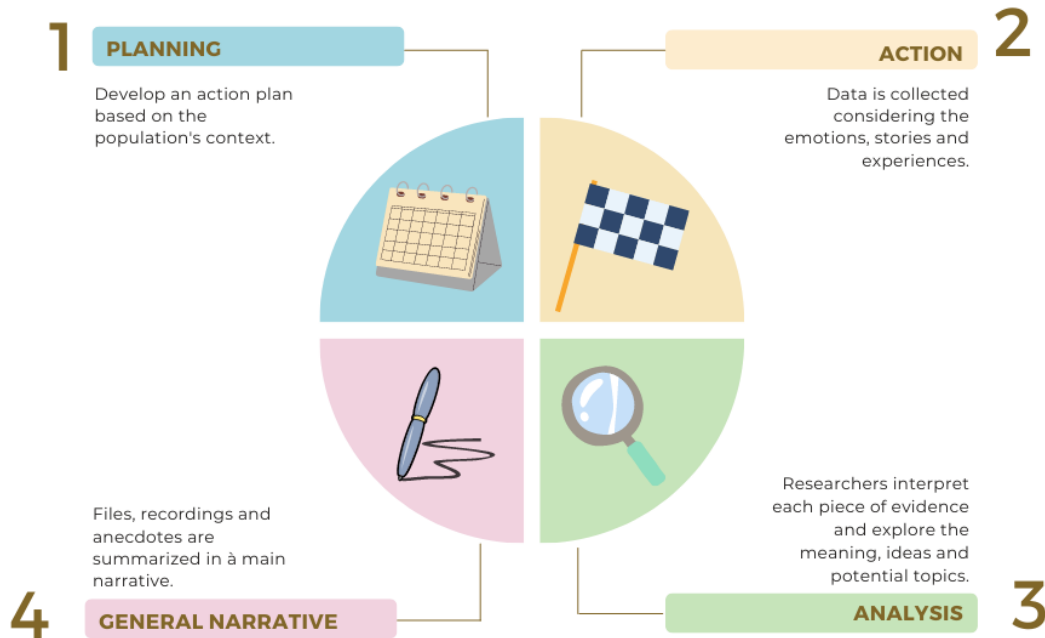 1
PLANNING
Develop an action plan
based on the
population's context.
2
ACTION
Data is collected
considering the
emotions, stories and
experiences.
Researchers interpret
each piece of evidence
and explore the
meaning, ideas and
potential topics.
3
ANALYSIS
Files, recordings and
anecdotes are
summarized in à main
narrative.
4
GENERAL NARRATIVE